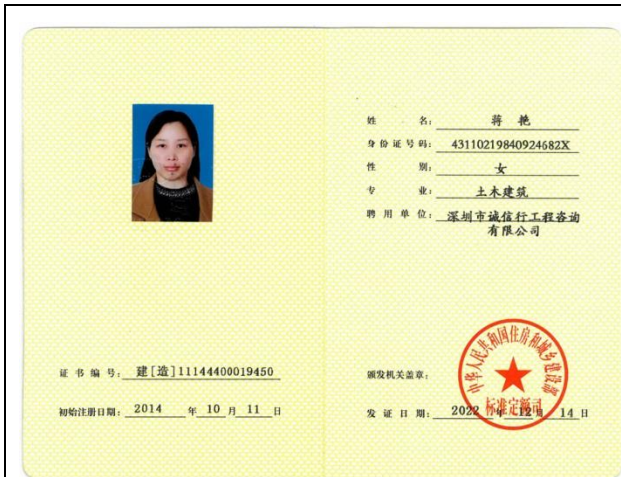 姓 名: 蒋 艳
身份证号码: 43110219840924682X
性 别: 女
专 业: 土木建筑
聘用单位: 深圳市诚信行工程咨询
有限公司
证书编号: 建[造]11144400019450
初始注册日期: 2014 年 10 月 11 日
颁发机关盖章:
中华人民共和国住房和城乡建设部
标准定额司
发证日期: 2022 年 12 月 14 日